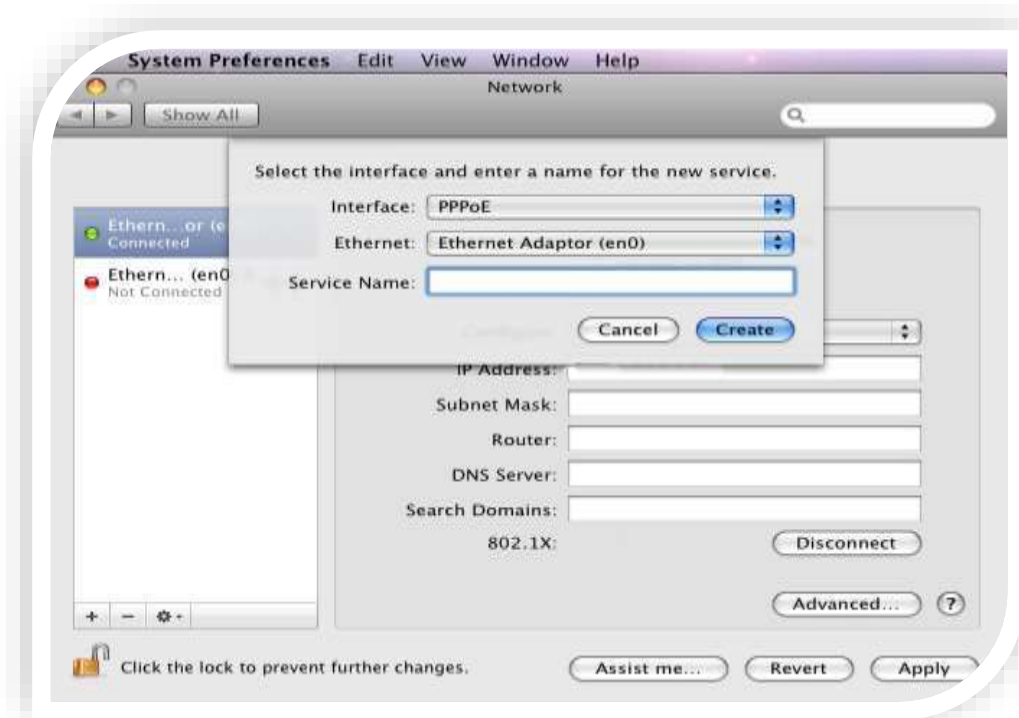 System Preferences Edit View Window Help
Network
Show All
Select the interface and enter a name for the new service.
Interface: PPPoE
Ethernet: Ethernet Adaptor (en0)
Service Name:
Cancel Create
Ethern...or (e
Connected
Ethern... (en0
Not Connected
IP Address:
Subnet Mask:
Router:
DNS Server:
Search Domains:
802.1X:
Disconnect
Advanced... ?
+ −
Click the lock to prevent further changes.
Assist me... Revert Apply